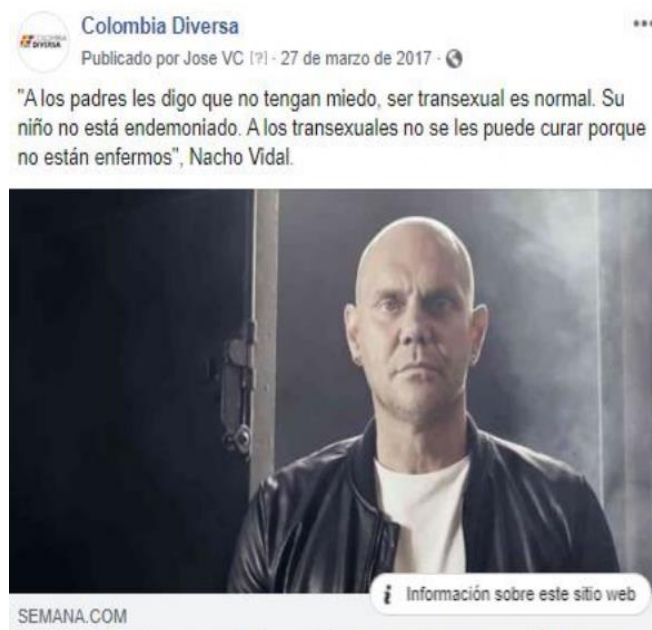 Colombia Diversa
Publicado por Jose VC [?] · 27 de marzo de 2017 ·
"A los padres les digo que no tengan miedo, ser transexual es normal. Su
niño no está endemoniado. A los transexuales no se les puede curar porque
no están enfermos", Nacho Vidal.
DIVERSA
i Información sobre este sitio web
SEMANA.COM